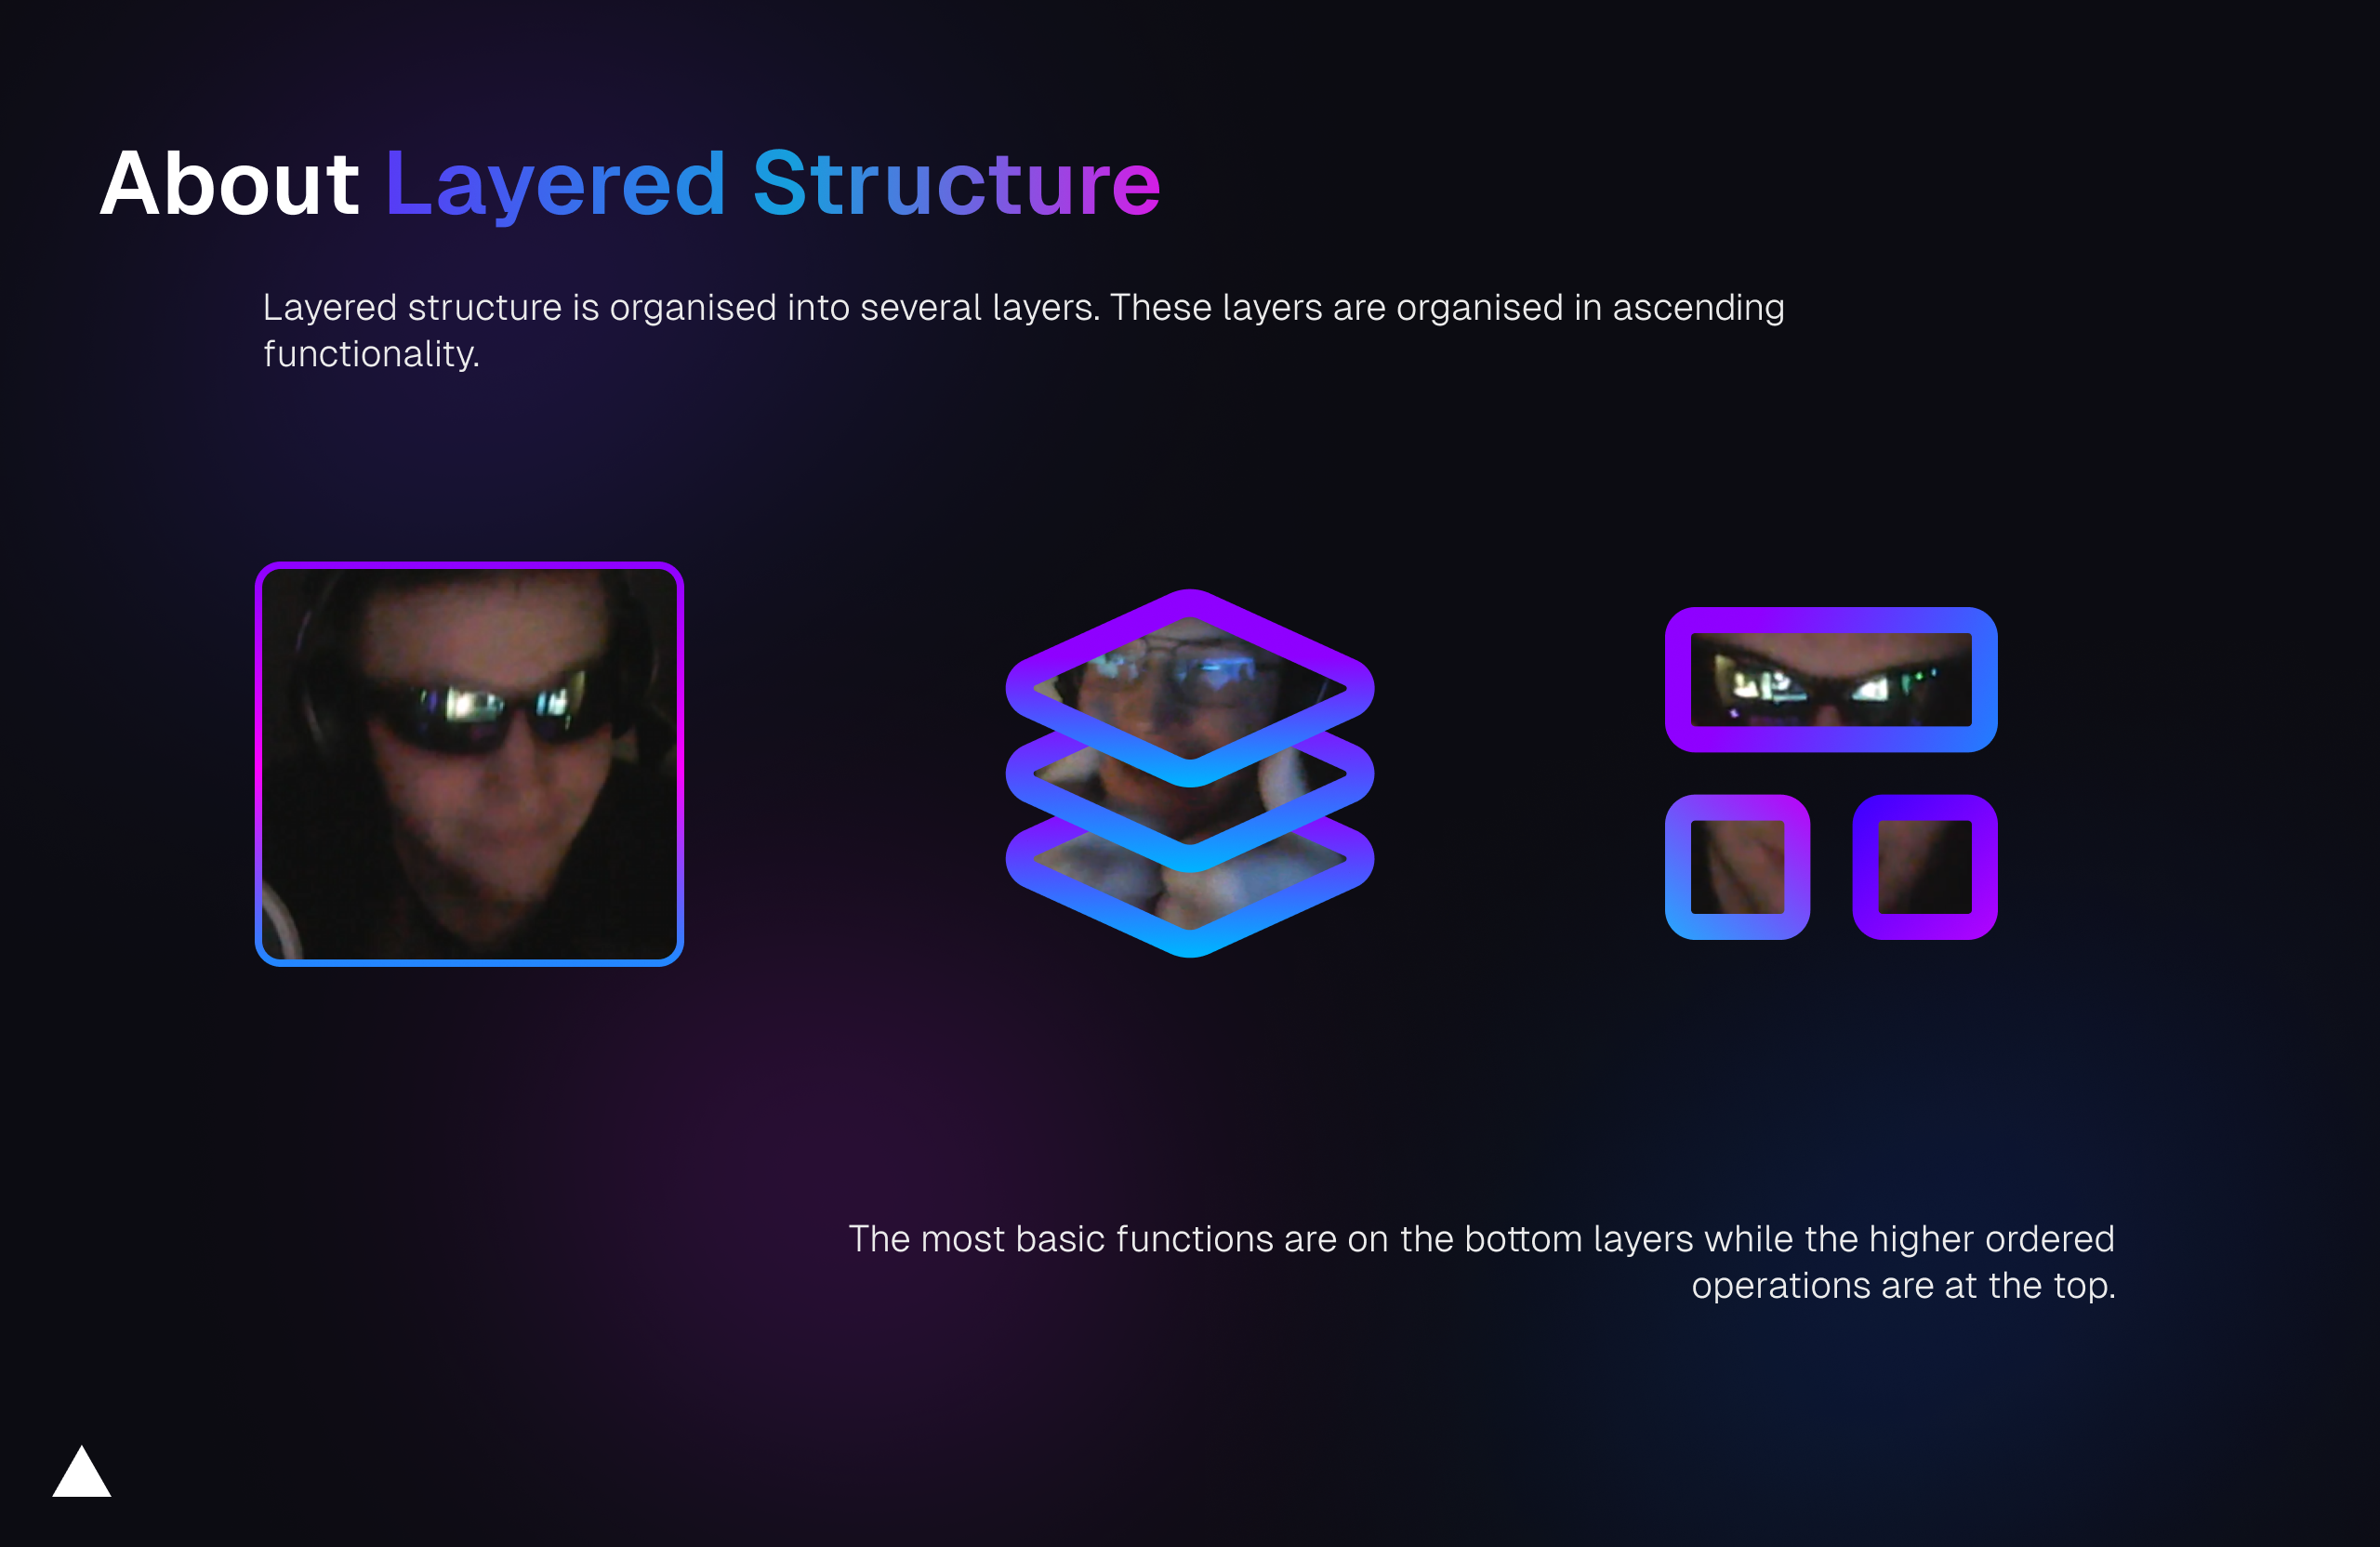 About Layered Structure
Layered structure is organised into several layers. These layers are organised in ascending
functionality.
The most basic functions are on the bottom layers while the higher ordered
operations are at the top.